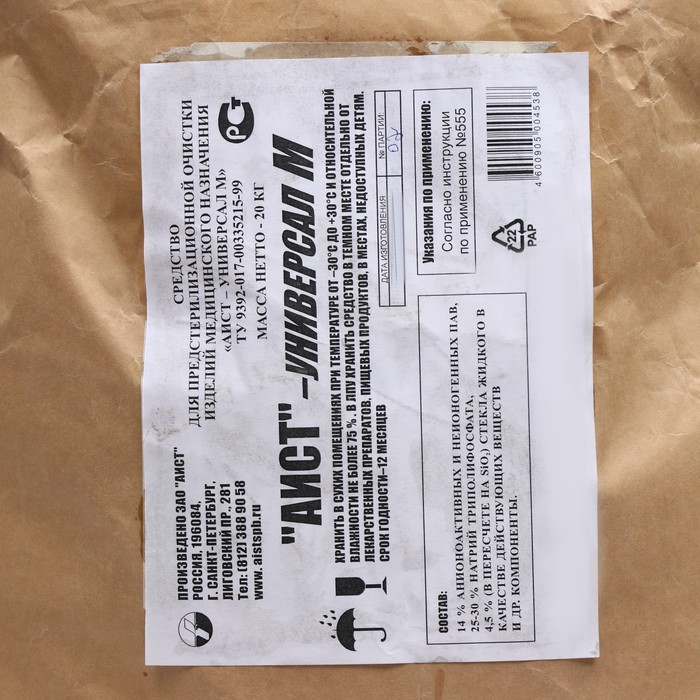 ПРОИЗВЕДЕНО ЗАО "АИСТ"
РОССИЯ, 196084,
Г. САНКТ-ПЕТЕРБУРГ,
ЛИГОВСКИЙ ПР., 281
Тел: (812) 388 90 58
www.aistspb.ru
СРЕДСТВО
ДЛЯ ПРЕДСТЕРИЛИЗАЦИОННОЙ ОЧИСТКИ
ИЗДЕЛИЙ МЕДИЦИНСКОГО НАЗНАЧЕНИЯ
«АИСТ – УНИВЕРСАЛ М»
ТУ 9392-017-00335215-99
МАССА НЕТТО - 20 КГ
РСТ
"АИСТ" –УНИВЕРСАЛ М
ХРАНИТЬ В СУХИХ ПОМЕЩЕНИЯХ ПРИ ТЕМПЕРАТУРЕ ОТ –30°С ДО +30°С И ОТНОСИТЕЛЬНОЙ
ВЛАЖНОСТИ НЕ БОЛЕЕ 75 % . В ЛПУ ХРАНИТЬ СРЕДСТВО В ТЕМНОМ МЕСТЕ ОТДЕЛЬНО ОТ
ЛЕКАРСТВЕННЫХ ПРЕПАРАТОВ, ПИЩЕВЫХ ПРОДУКТОВ, В МЕСТАХ, НЕДОСТУПНЫХ ДЕТЯМ.
СРОК ГОДНОСТИ–12 МЕСЯЦЕВ
ДАТА ИЗГОТОВЛЕНИЯ
№ ПАРТИИ:
СОСТАВ:
14 % АНИОНОАКТИВНЫХ И НЕИОНОГЕННЫХ ПАВ,
25-30 % НАТРИЙ ТРИПОЛИФОСФАТА,
4,5 % (В ПЕРЕСЧЕТЕ НА SiO₂) СТЕКЛА ЖИДКОГО В
КАЧЕСТВЕ ДЕЙСТВУЮЩИХ ВЕЩЕСТВ
И ДР. КОМПОНЕНТЫ.
Указания по применению:
Согласно инструкции
по применению №555
22
PAP
4 600905 004538